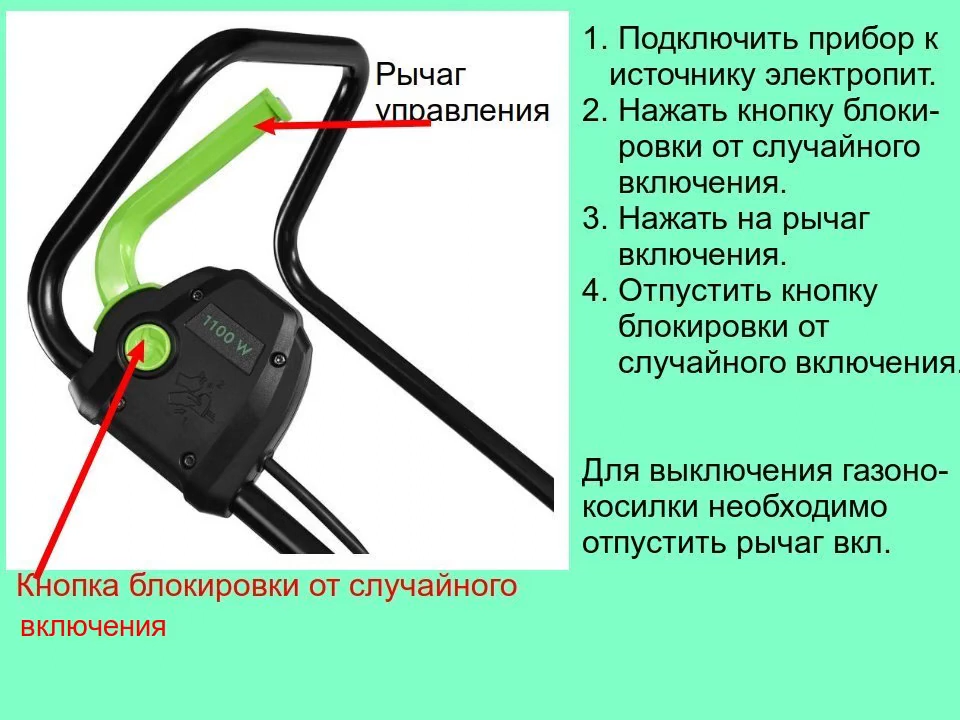 Рычаг
управления
1100 W
Кнопка блокировки от случайного
включения
1. Подключить прибор к
источнику электропит.
2. Нажать кнопку блоки-
ровки от случайного
включения.
3. Нажать на рычаг
включения.
4. Отпустить кнопку
блокировки от
случайного включения.
Для выключения газоно-
косилки необходимо
отпустить рычаг вкл.